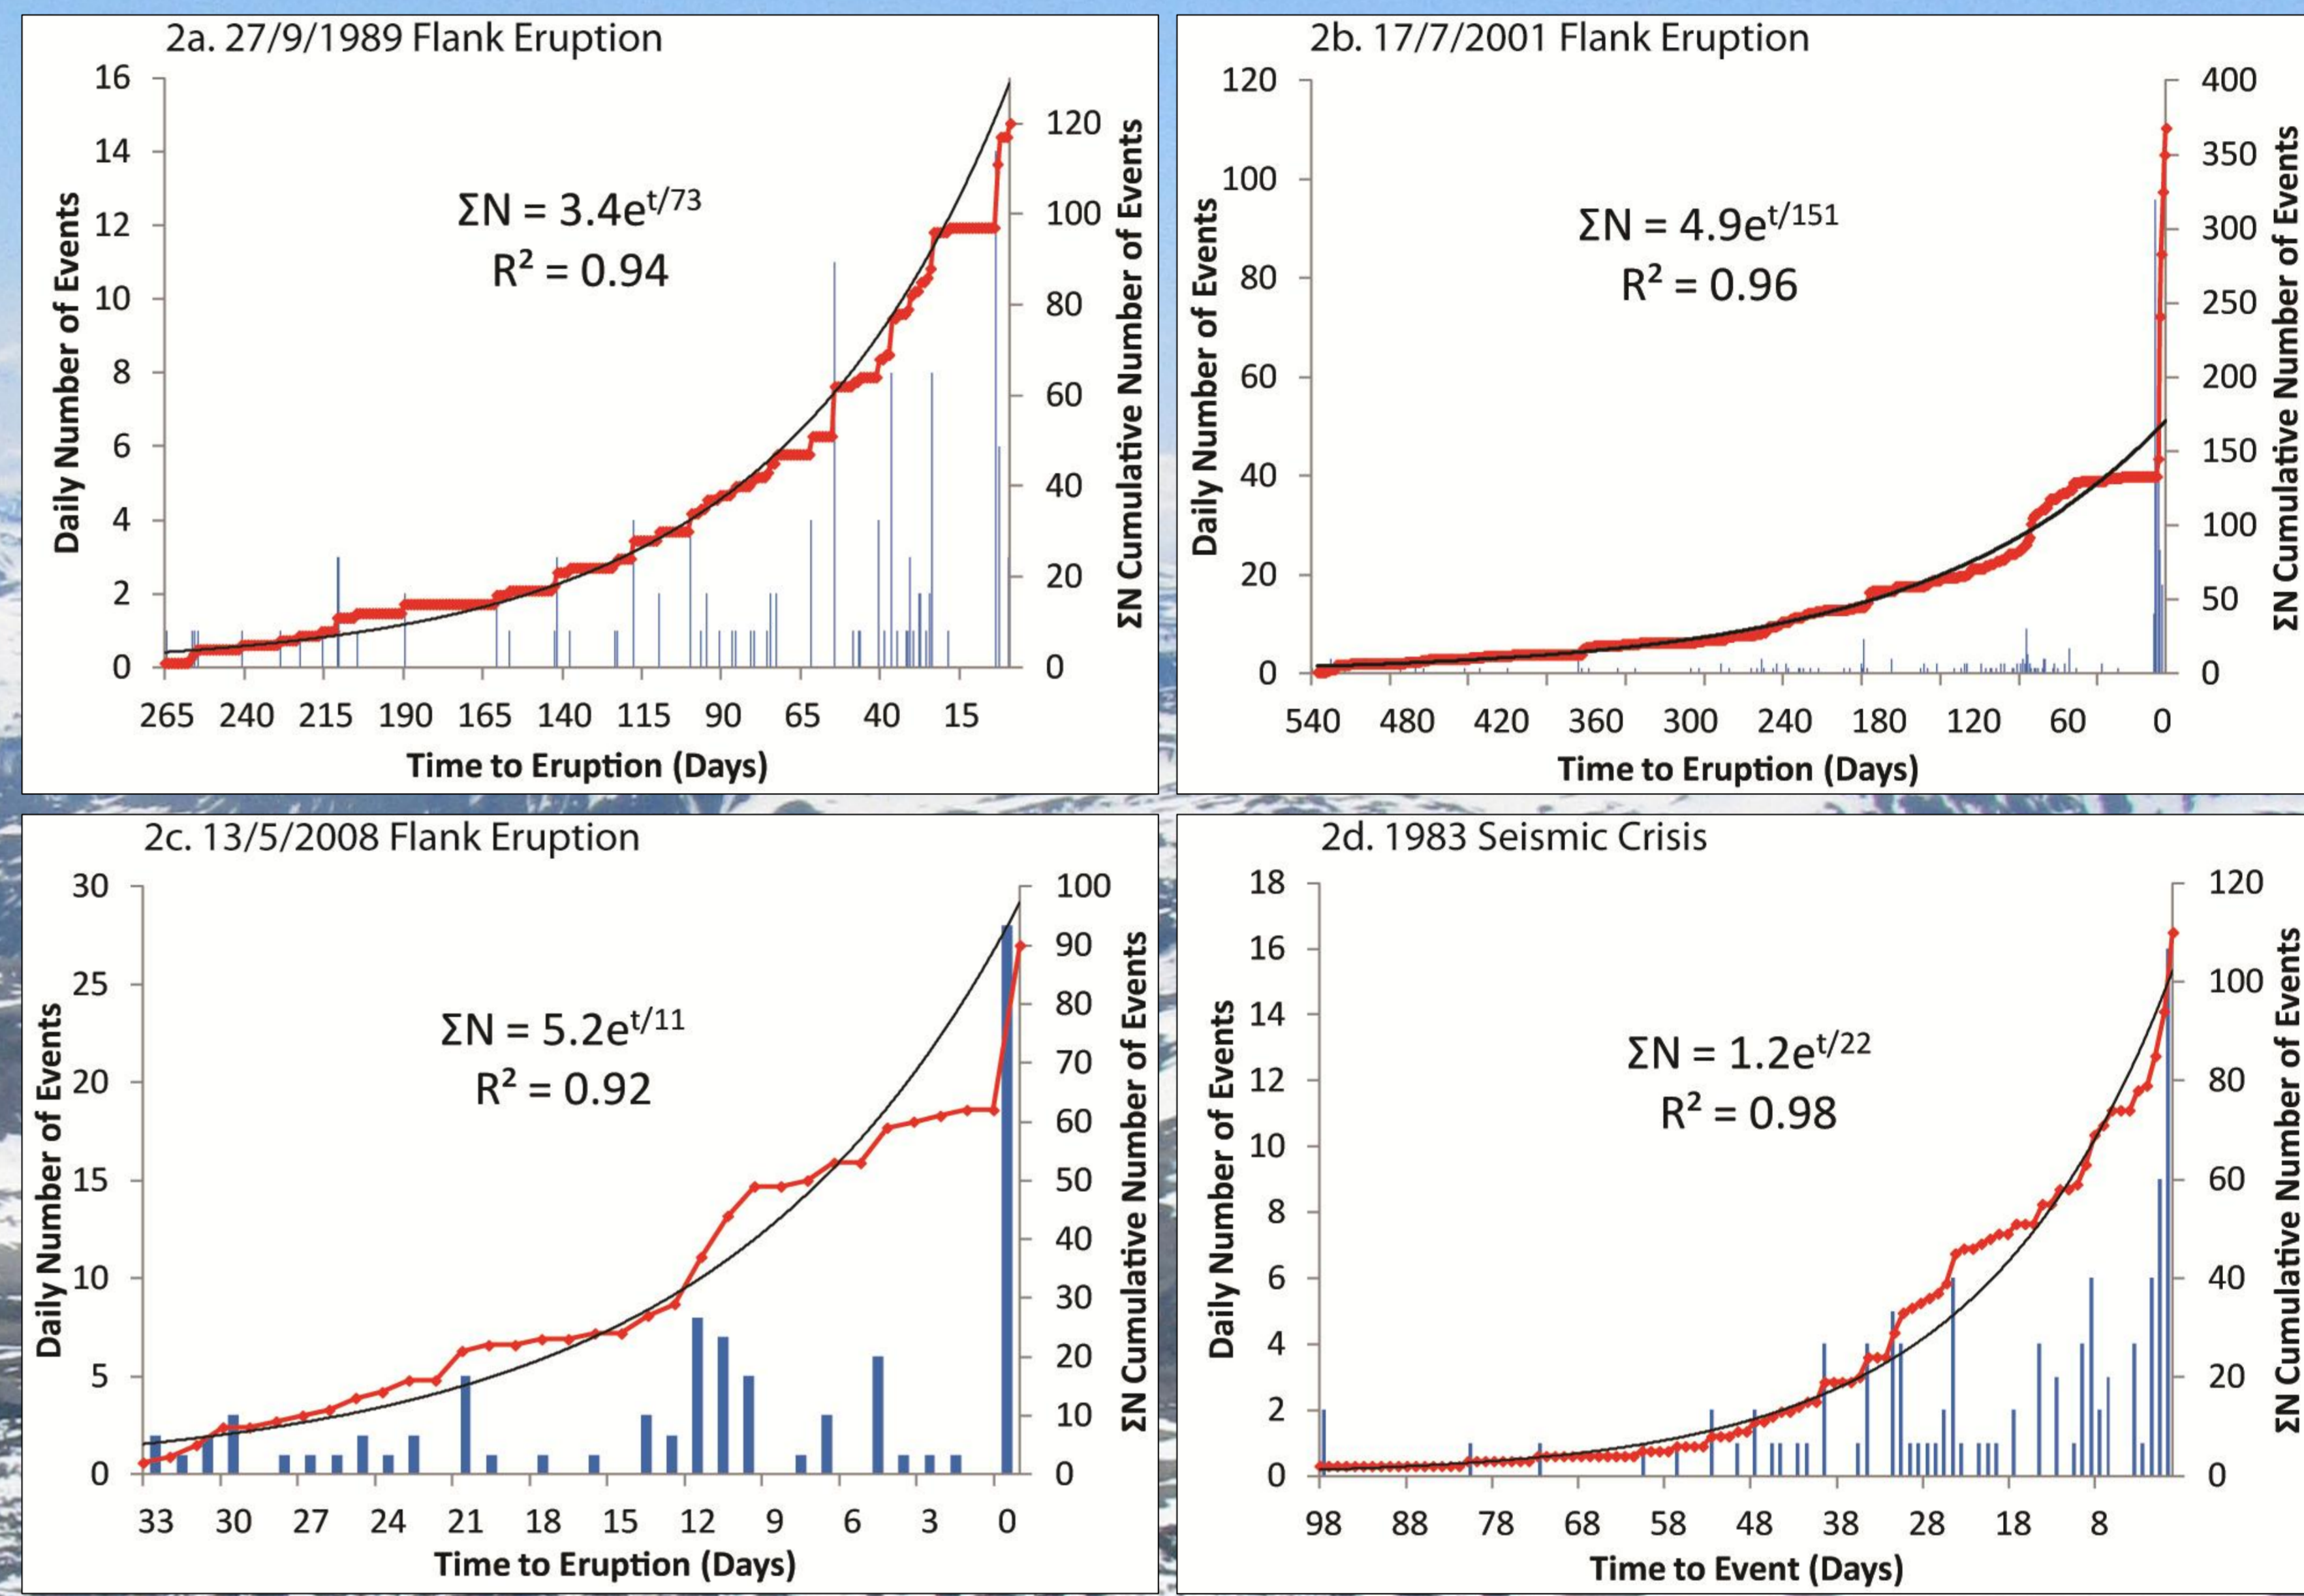 2a. 27/9/1989 Flank Eruption
16
14
12
10
8
6
4
2
0
Daily Number of Events
ΣN = 3.4e^t/73
R² = 0.94
120
100
80
60
40
20
0
ΣN Cumulative Number of Events
265 240 215 190 165 140 115 90 65 40 15
Time to Eruption (Days)
2b. 17/7/2001 Flank Eruption
120
100
80
60
40
20
0
Daily Number of Events
ΣN = 4.9e^t/151
R² = 0.96
400
350
300
250
200
150
100
50
0
ΣN Cumulative Number of Events
540 480 420 360 300 240 180 120 60 0
Time to Eruption (Days)
2c. 13/5/2008 Flank Eruption
30
25
20
15
10
5
0
Daily Number of Events
ΣN = 5.2e^t/11
R² = 0.92
100
90
80
70
60
50
40
30
20
10
0
ΣN Cumulative Number of Events
33 30 27 24 21 18 15 12 9 6 3 0
Time to Eruption (Days)
2d. 1983 Seismic Crisis
18
16
14
12
10
8
6
4
2
0
Daily Number of Events
ΣN = 1.2e^t/22
R² = 0.98
120
100
80
60
40
20
0
ΣN Cumulative Number of Events
98 88 78 68 58 48 38 28 18 8
Time to Event (Days)